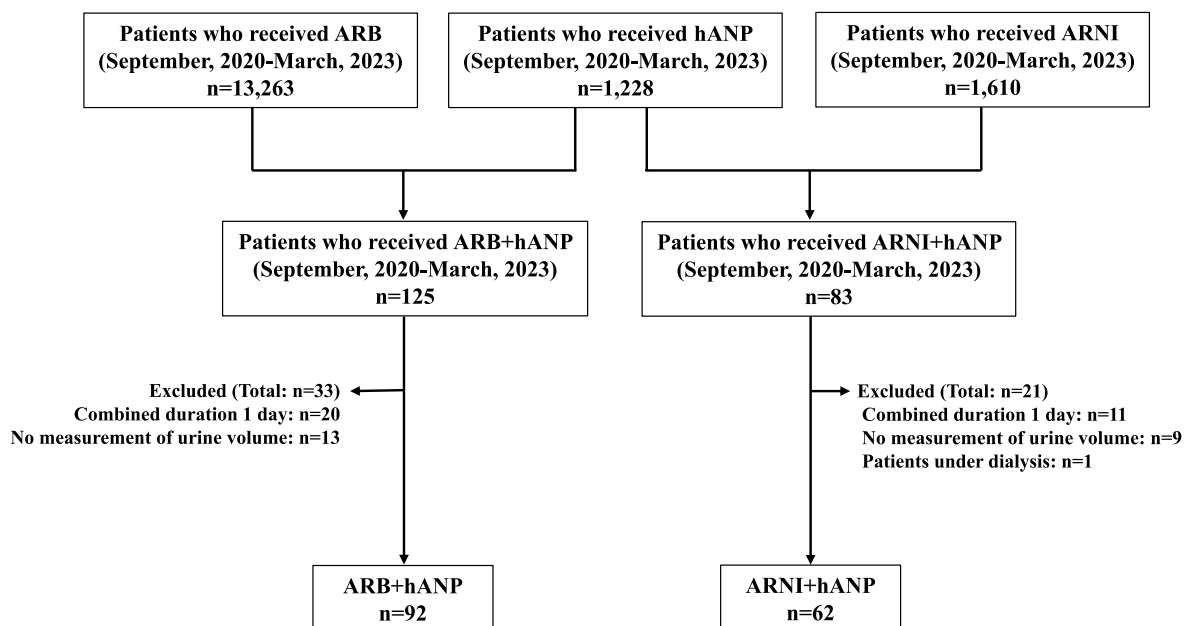 Patients who received ARB
(September, 2020-March, 2023)
n=13,263
Patients who received hANP
(September, 2020-March, 2023)
n=1,228
Patients who received ARNI
(September, 2020-March, 2023)
n=1,610
Patients who received ARB+hANP
(September, 2020-March, 2023)
n=125
Patients who received ARNI+hANP
(September, 2020-March, 2023)
n=83
Excluded (Total: n=33)
Combined duration 1 day: n=20
No measurement of urine volume: n=13
Excluded (Total: n=21)
Combined duration 1 day: n=11
No measurement of urine volume: n=9
Patients under dialysis: n=1
ARB+hANP
n=92
ARNI+hANP
n=62